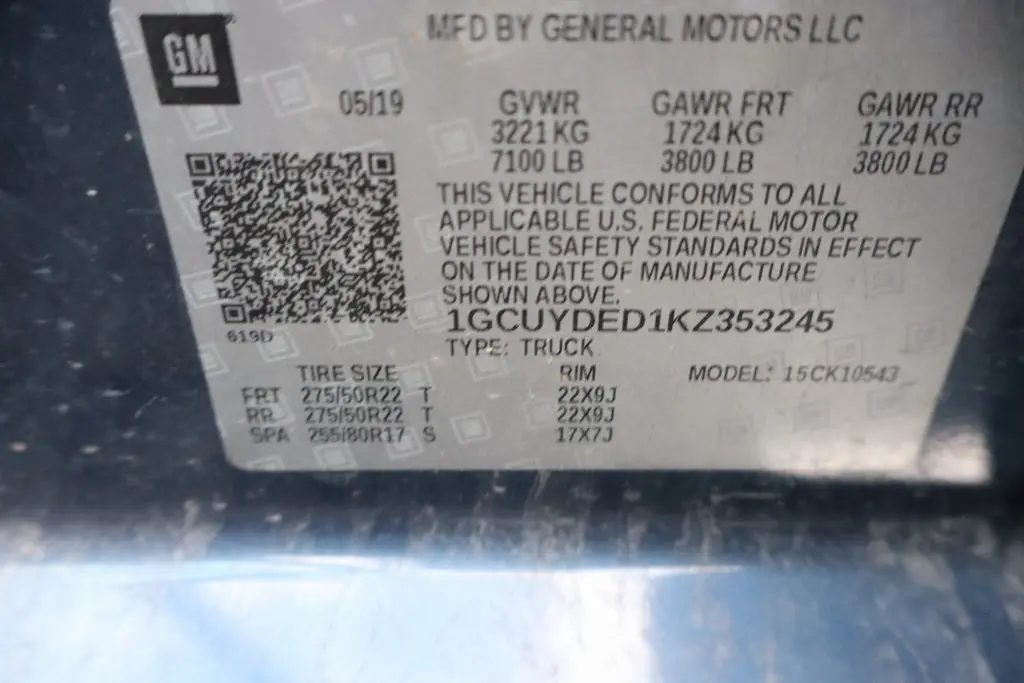 GM
MFD BY GENERAL MOTORS LLC
05/19 GVWR GAWR FRT GAWR RR
3221 KG 1724 KG 1724 KG
7100 LB 3800 LB 3800 LB
THIS VEHICLE CONFORMS TO ALL
APPLICABLE U.S. FEDERAL MOTOR
VEHICLE SAFETY STANDARDS IN EFFECT
ON THE DATE OF MANUFACTURE
SHOWN ABOVE.
1GCUYDED1KZ353245
619D
TYPE: TRUCK
TIRE SIZE RIM MODEL: 15CK10543
FRT 275/50R22 T 22X9J
RR 275/50R22 T 22X9J
SPA 255/80R17 S 17X7J